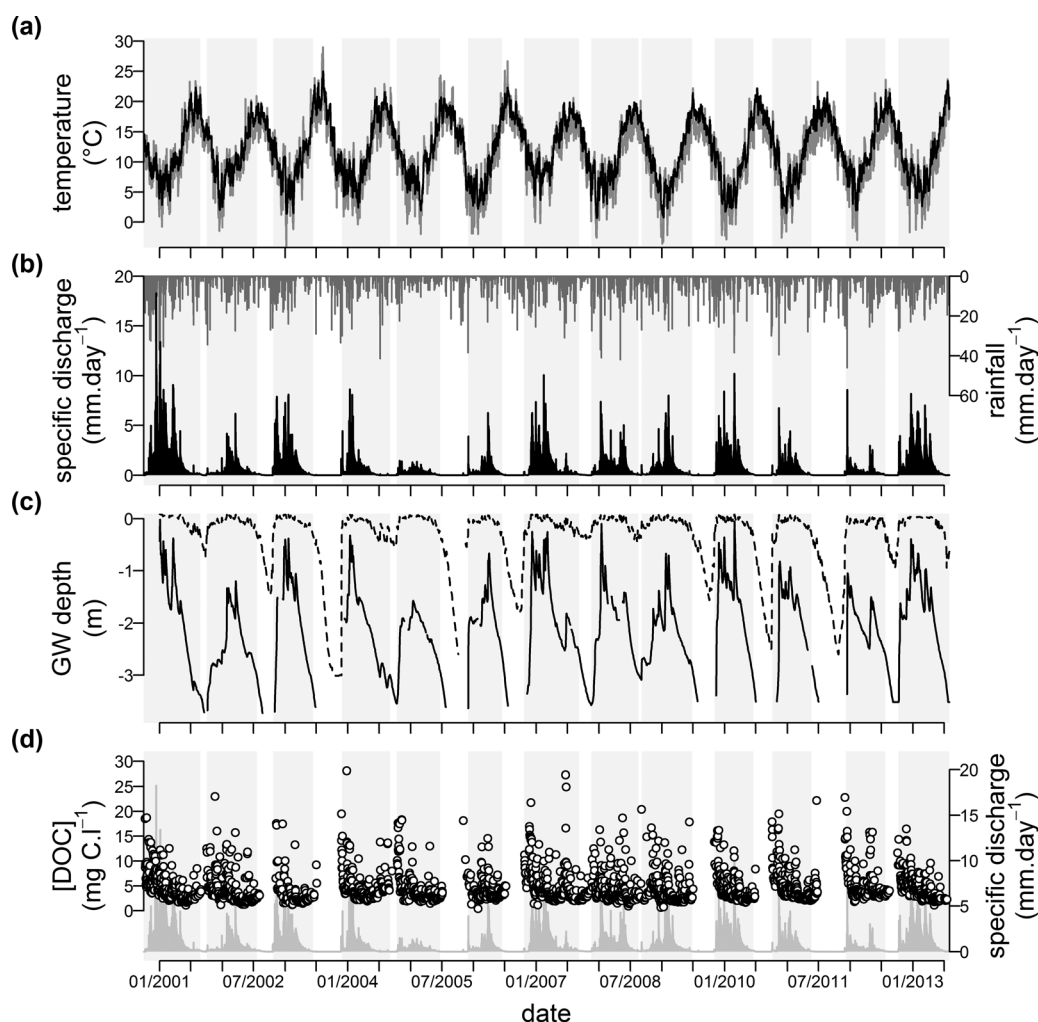 (a)
temperature
(°C)
30
25
20
15
10
5
0
(b)
specific discharge
(mm.day⁻¹)
20
15
10
5
0
0
20
40
60
rainfall
(mm.day⁻¹)
(c)
GW depth
(m)
0
-1
-2
-3
(d)
[DOC]
(mg C.l⁻¹)
30
25
20
15
10
5
0
20
15
10
5
0
specific discharge
(mm.day⁻¹)
01/2001 07/2002 01/2004 07/2005 01/2007 07/2008 01/2010 07/2011 01/2013
date